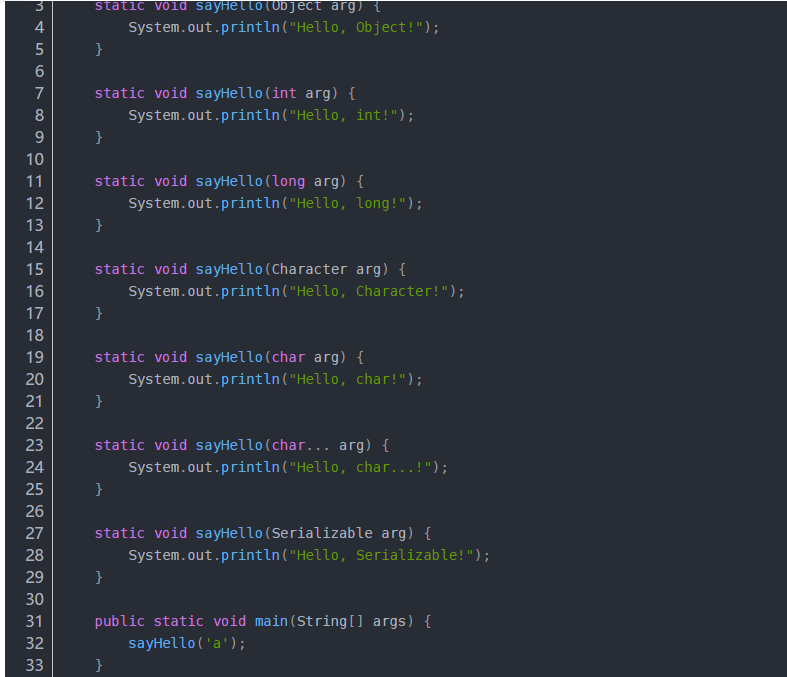 3 static void sayHello(Object arg) {
4 System.out.println("Hello, Object!");
5 }
6
7 static void sayHello(int arg) {
8 System.out.println("Hello, int!");
9 }
10
11 static void sayHello(long arg) {
12 System.out.println("Hello, long!");
13 }
14
15 static void sayHello(Character arg) {
16 System.out.println("Hello, Character!");
17 }
18
19 static void sayHello(char arg) {
20 System.out.println("Hello, char!");
21 }
22
23 static void sayHello(char... arg) {
24 System.out.println("Hello, char...!");
25 }
26
27 static void sayHello(Serializable arg) {
28 System.out.println("Hello, Serializable!");
29 }
30
31 public static void main(String[] args) {
32 sayHello('a');
33 }